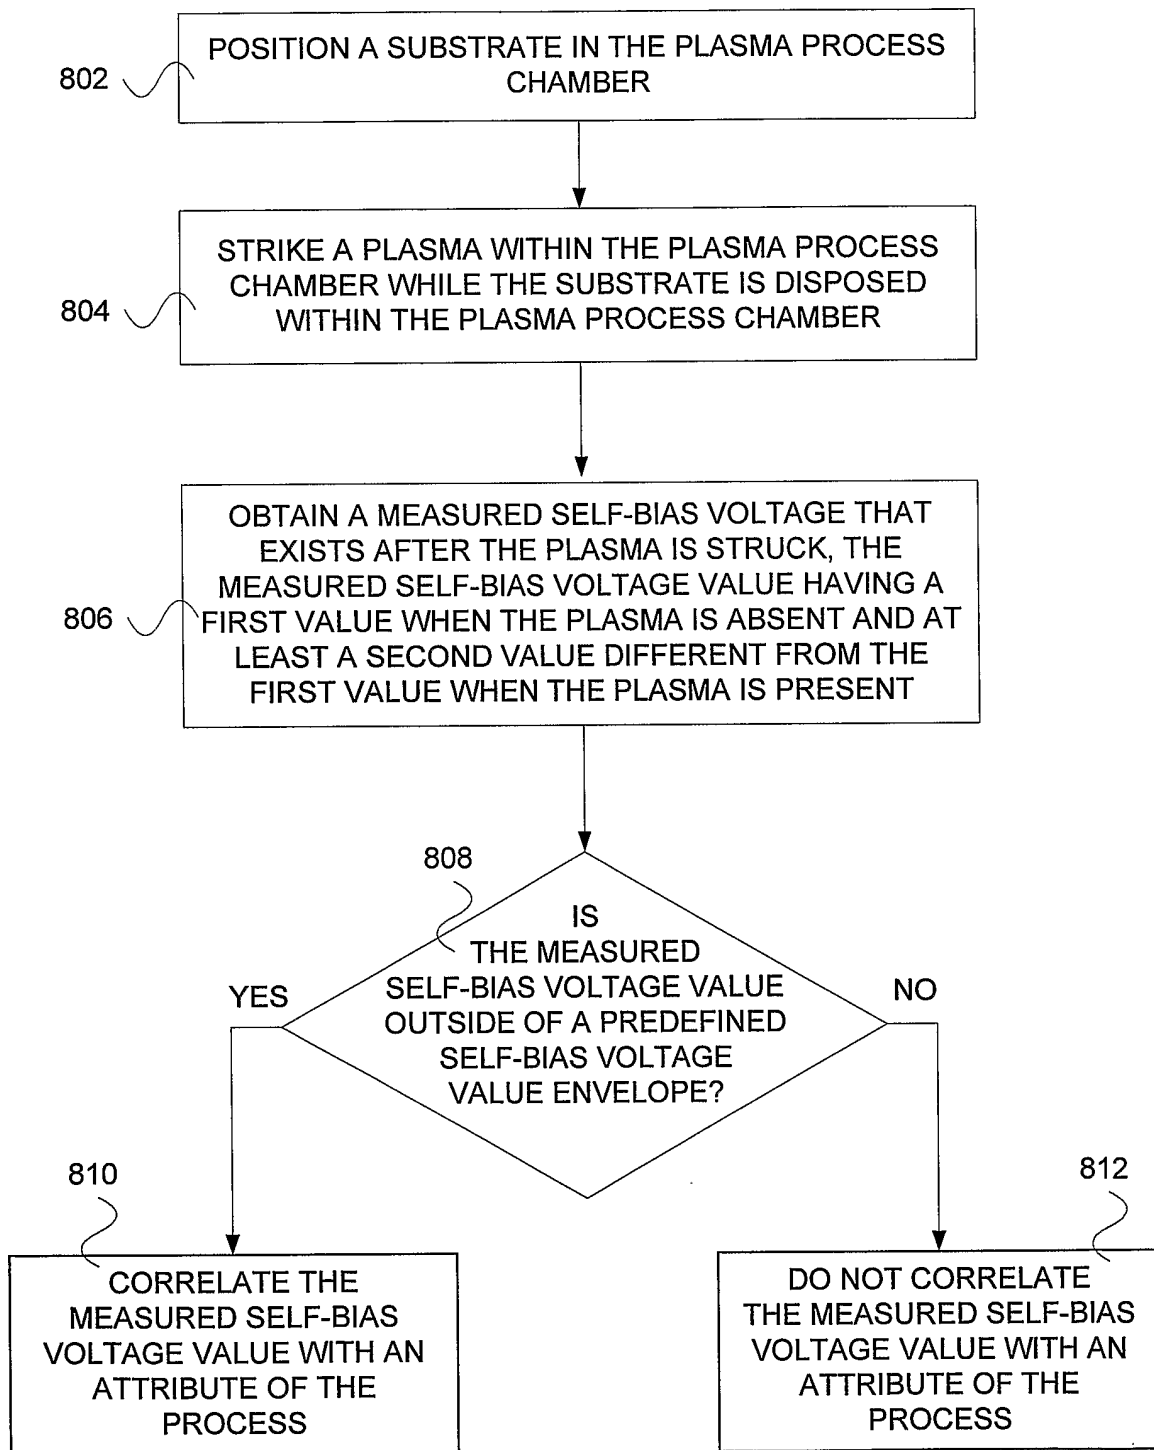 POSITION A SUBSTRATE IN THE PLASMA PROCESS
CHAMBER
802
STRIKE A PLASMA WITHIN THE PLASMA PROCESS
CHAMBER WHILE THE SUBSTRATE IS DISPOSED
WITHIN THE PLASMA PROCESS CHAMBER
804
OBTAIN A MEASURED SELF-BIAS VOLTAGE THAT
EXISTS AFTER THE PLASMA IS STRUCK, THE
MEASURED SELF-BIAS VOLTAGE VALUE HAVING A
FIRST VALUE WHEN THE PLASMA IS ABSENT AND AT
LEAST A SECOND VALUE DIFFERENT FROM THE
FIRST VALUE WHEN THE PLASMA IS PRESENT
806
808
IS
THE MEASURED
SELF-BIAS VOLTAGE VALUE
OUTSIDE OF A PREDEFINED
SELF-BIAS VOLTAGE
VALUE ENVELOPE?
YES
NO
810
CORRELATE THE
MEASURED SELF-BIAS
VOLTAGE VALUE WITH AN
ATTRIBUTE OF THE
PROCESS
812
DO NOT CORRELATE
THE MEASURED SELF-BIAS
VOLTAGE VALUE WITH AN
ATTRIBUTE OF THE
PROCESS